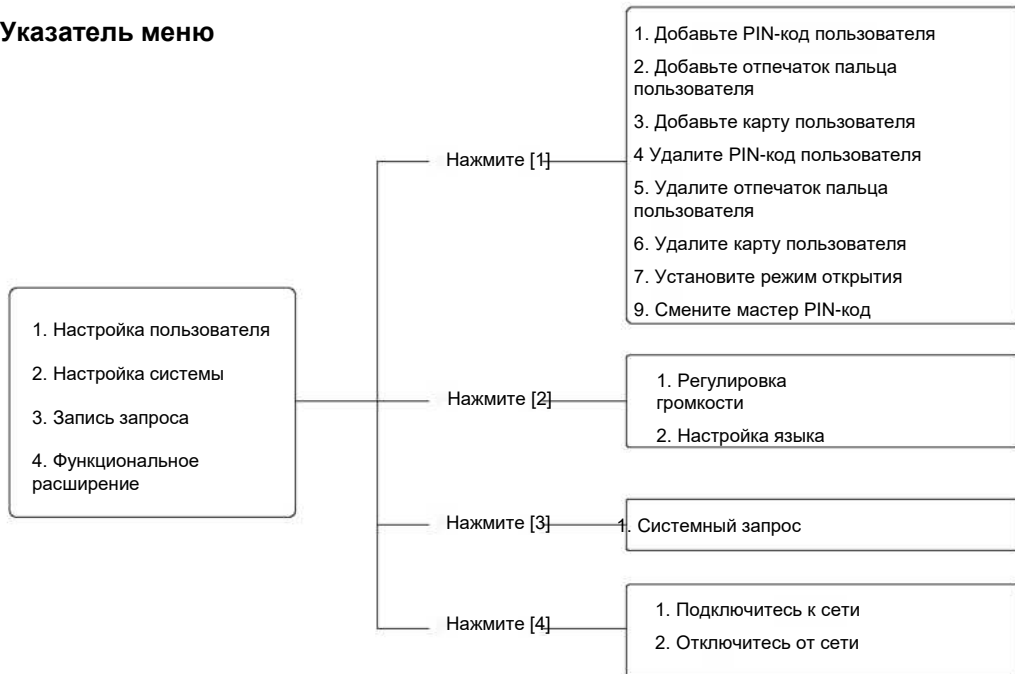 Указатель меню
1. Настройка пользователя
2. Настройка системы
3. Запись запроса
4. Функциональное
расширение
Нажмите [1]
1. Добавьте PIN-код пользователя
2. Добавьте отпечаток пальца
пользователя
3. Добавьте карту пользователя
4 Удалите PIN-код пользователя
5. Удалите отпечаток пальца
пользователя
6. Удалите карту пользователя
7. Установите режим открытия
9. Смените мастер PIN-код
Нажмите [2]
1. Регулировка
громкости
2. Настройка языка
Нажмите [3]
1. Системный запрос
Нажмите [4]
1. Подключитесь к сети
2. Отключитесь от сети